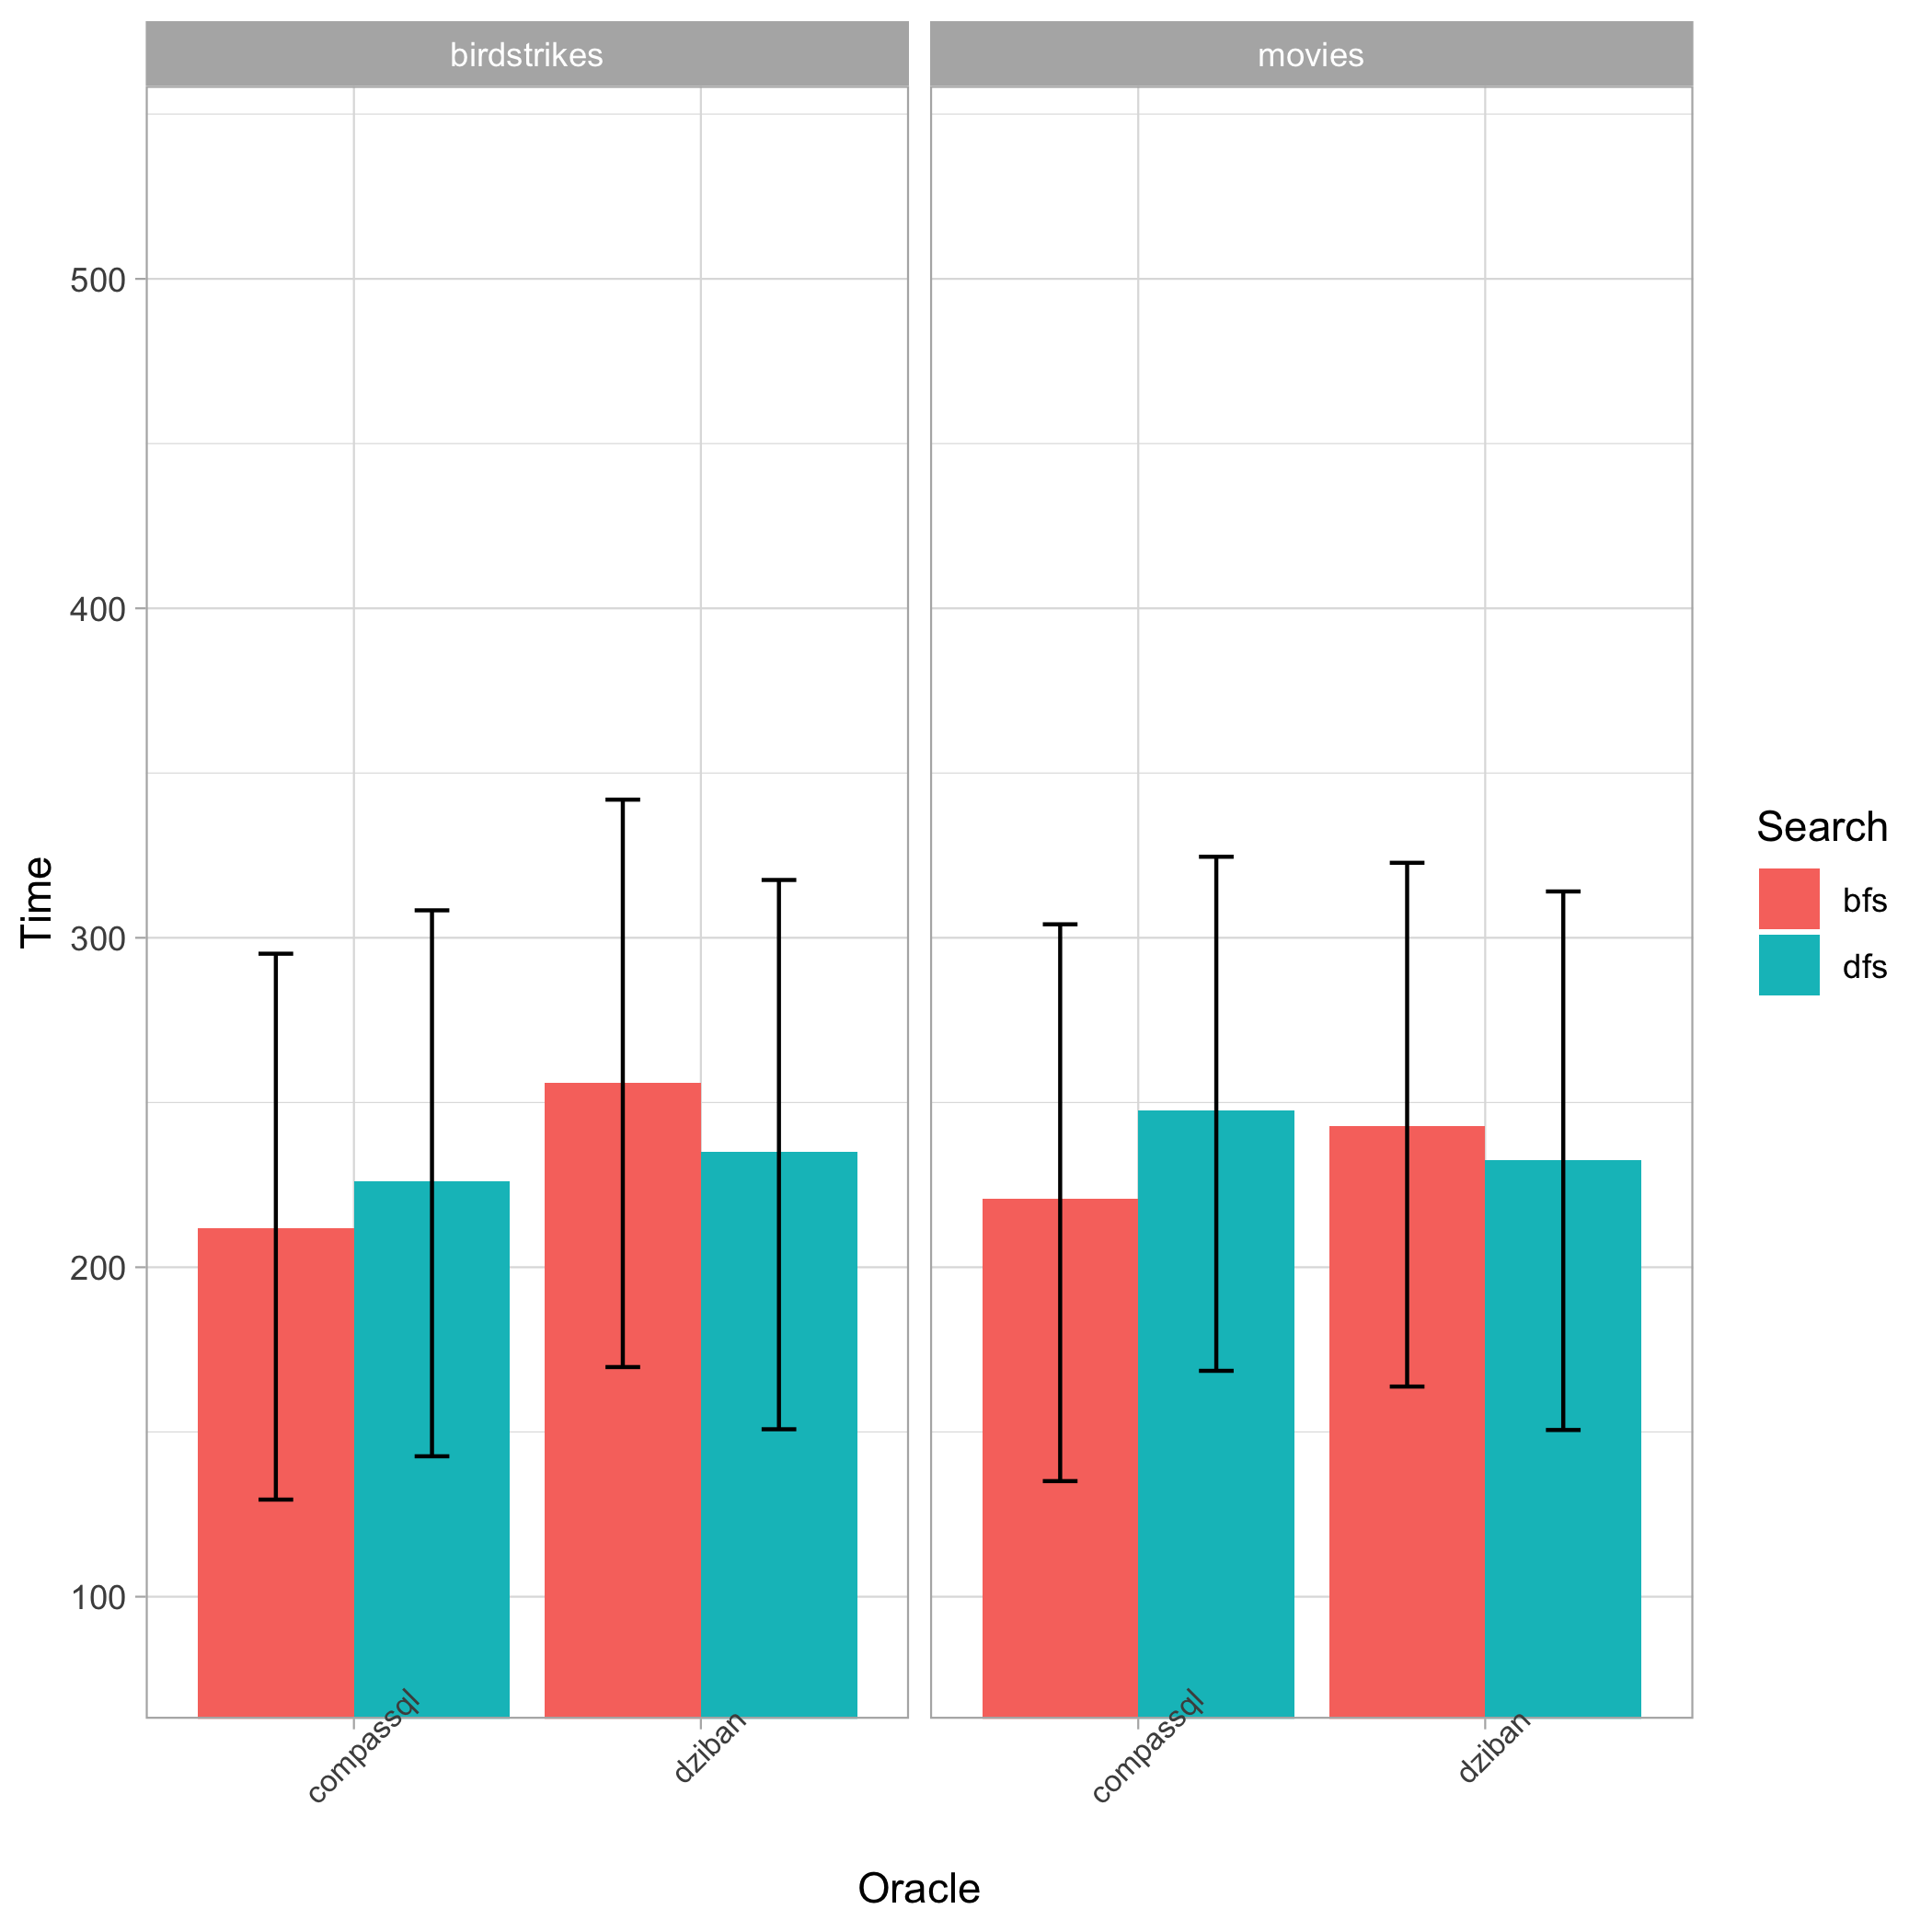 birdstrikes
movies
500
400
300
200
100
Time
compassql
dziban
compassql
dziban
Oracle
Search
bfs
dfs